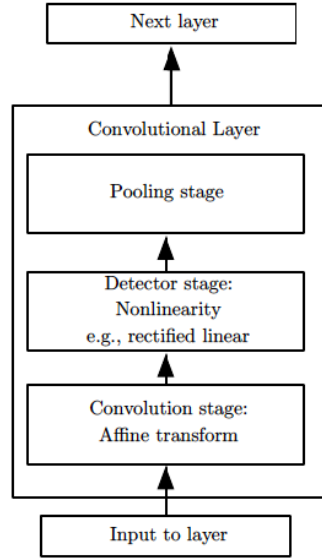 Next layer
Convolutional Layer
Pooling stage
Detector stage:
Nonlinearity
e.g., rectified linear
Convolution stage:
Affine transform
Input to layer